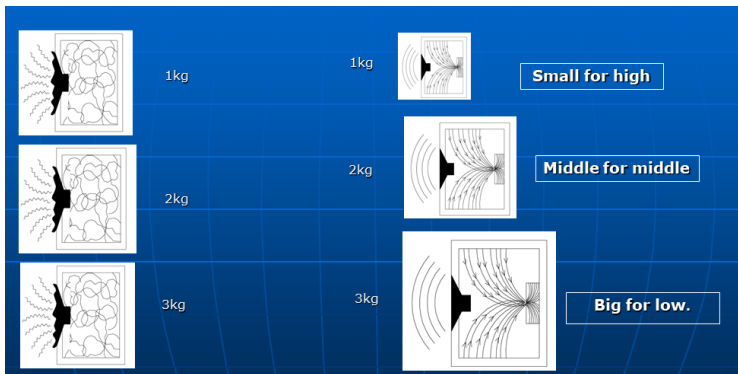 1kg
1kg
Small for high
2kg
2kg
Middle for middle
3kg
3kg
Big for low.